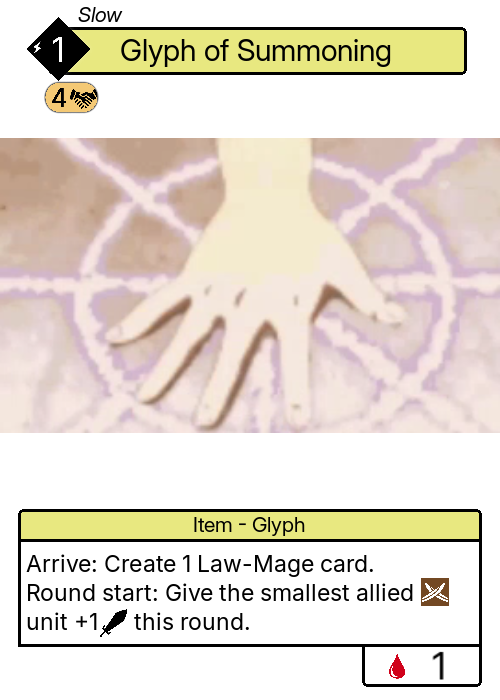 Slow
1
Glyph of Summoning
4
Item - Glyph
Arrive: Create 1 Law-Mage card.
Round start: Give the smallest allied
unit +1 this round.
1